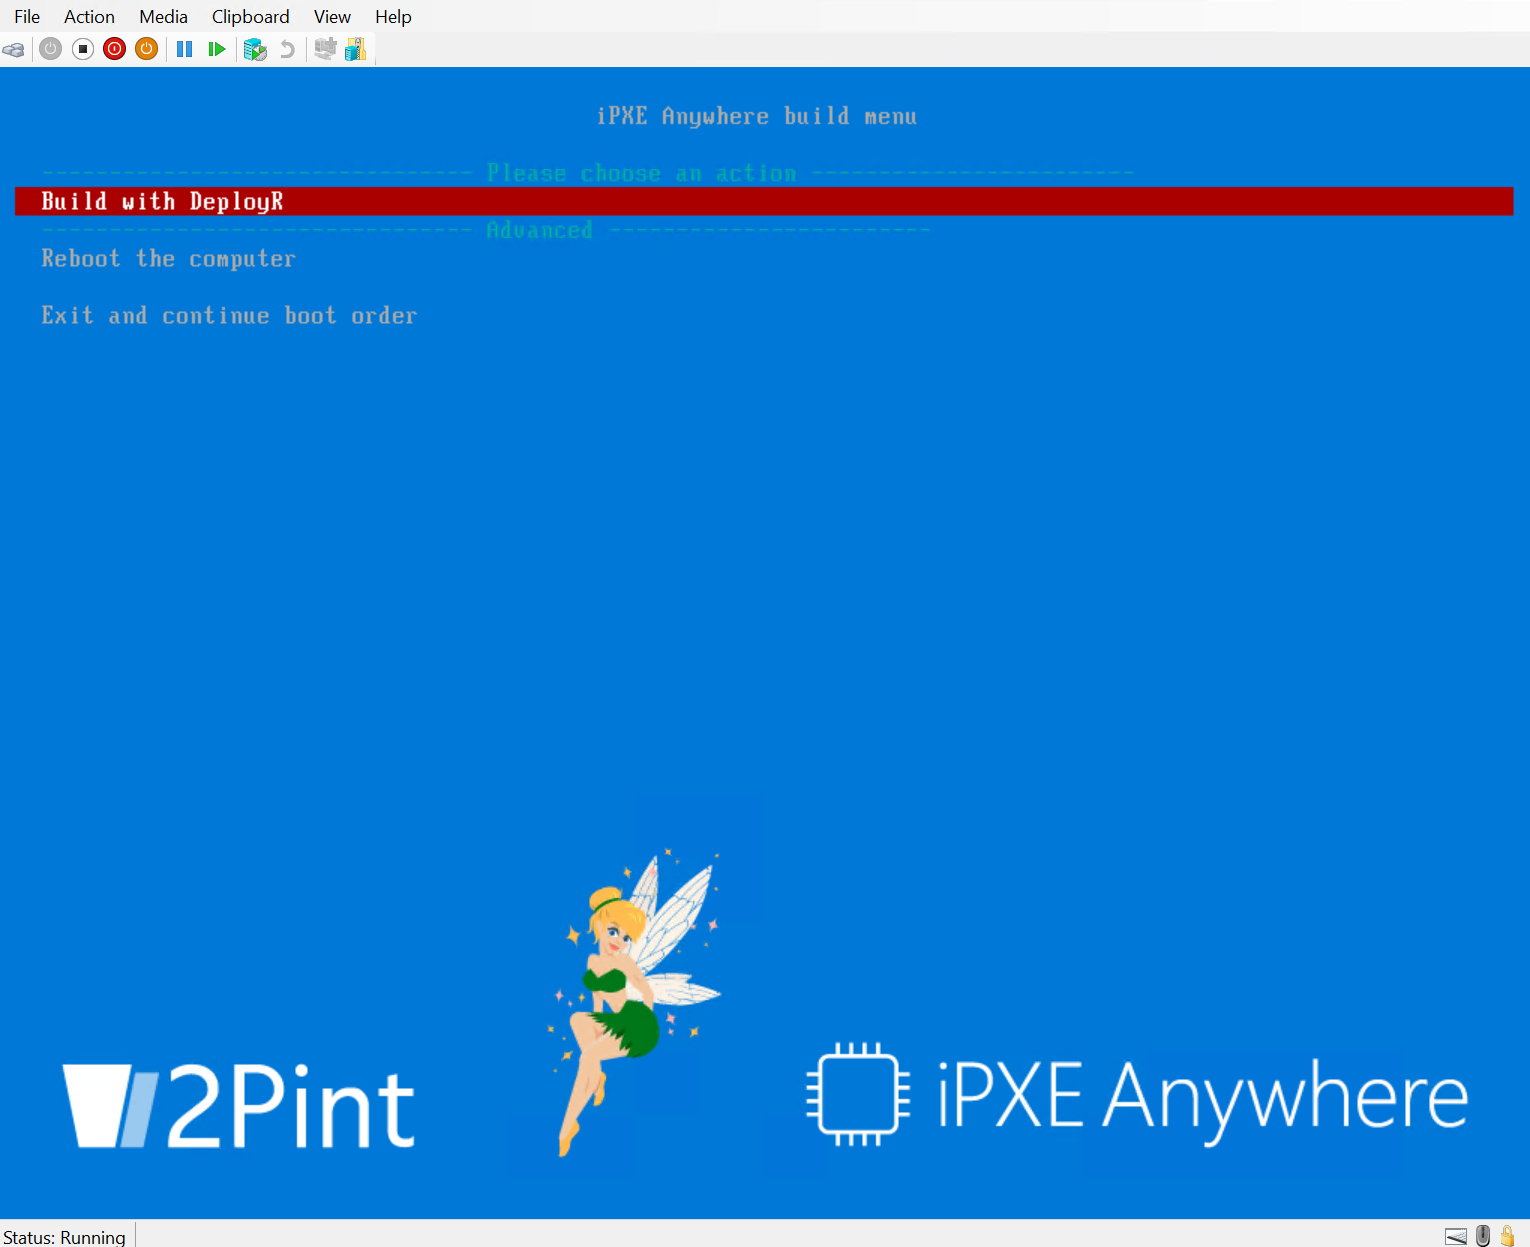 File Action Media Clipboard View Help
iPXE Anywhere build menu
-------------------------------- Please choose an action ------------------------
Build with DeployR
-------------------------------- Advanced ------------------------
Reboot the computer
Exit and continue boot order
2Pint
iPXE Anywhere
Status: Running